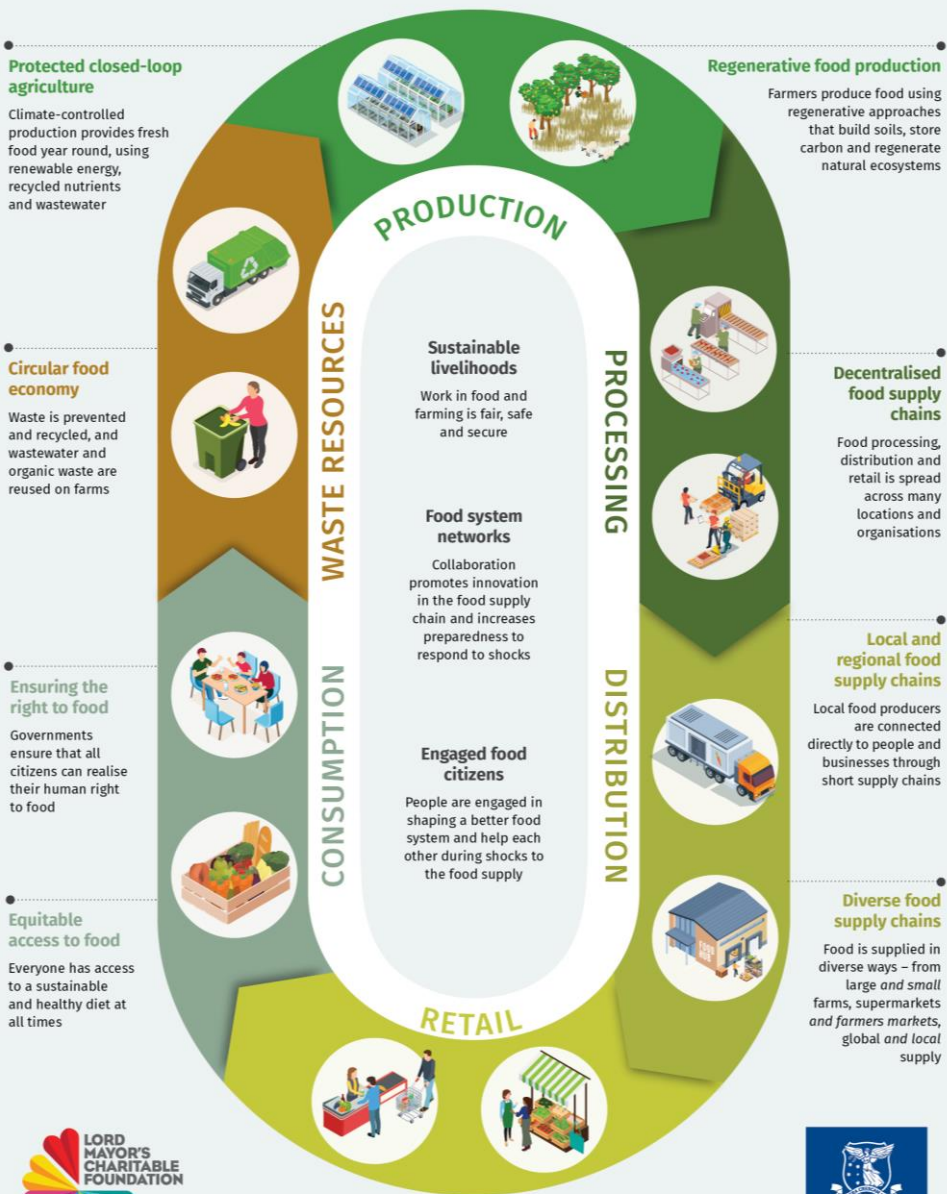 Protected closed-loop
agriculture
Climate-controlled
production provides fresh
food year round, using
renewable energy,
recycled nutrients
and wastewater
Regenerative food production
Farmers produce food using
regenerative approaches
that build soils, store
carbon and regenerate
natural ecosystems
PRODUCTION
Circular food
economy
Waste is prevented
and recycled, and
wastewater and
organic waste are
reused on farms
WASTE RESOURCES
Sustainable
livelihoods
Work in food and
farming is fair, safe
and secure
Food system
networks
Collaboration
promotes innovation
in the food supply
chain and increases
preparedness to
respond to shocks
Engaged food
citizens
People are engaged in
shaping a better food
system and help each
other during shocks to
the food supply
PROCESSING
Decentralised
food supply
chains
Food processing,
distribution and
retail is spread
across many
locations and
organisations
Ensuring the
right to food
Governments
ensure that all
citizens can realise
their human right
to food
CONSUMPTION
DISTRIBUTION
Local and
regional food
supply chains
Local food producers
are connected
directly to people and
businesses through
short supply chains
Equitable
access to food
Everyone has access
to a sustainable
and healthy diet at
all times
FOOD
HUB
Diverse food
supply chains
Food is supplied in
diverse ways – from
large and small
farms, supermarkets
and farmers markets,
global and local
supply
RETAIL
LORD
MAYOR'S
CHARITABLE
FOUNDATION